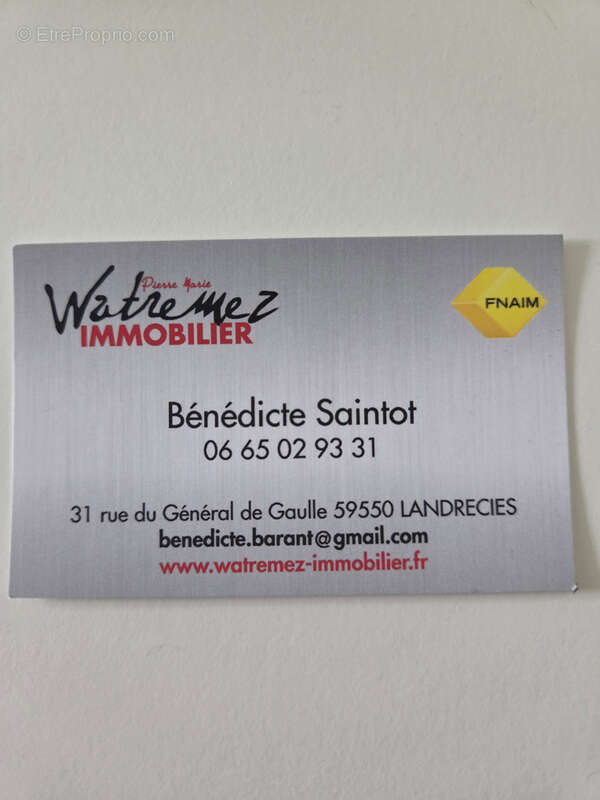 © EtreProprio.com
Pierre Marie
Watremez
IMMOBILIER
FNAIM
Bénédicte Saintot
06 65 02 93 31
31 rue du Général de Gaulle 59550 LANDRECIES
benedicte.barant@gmail.com
www.watremez-immobilier.fr